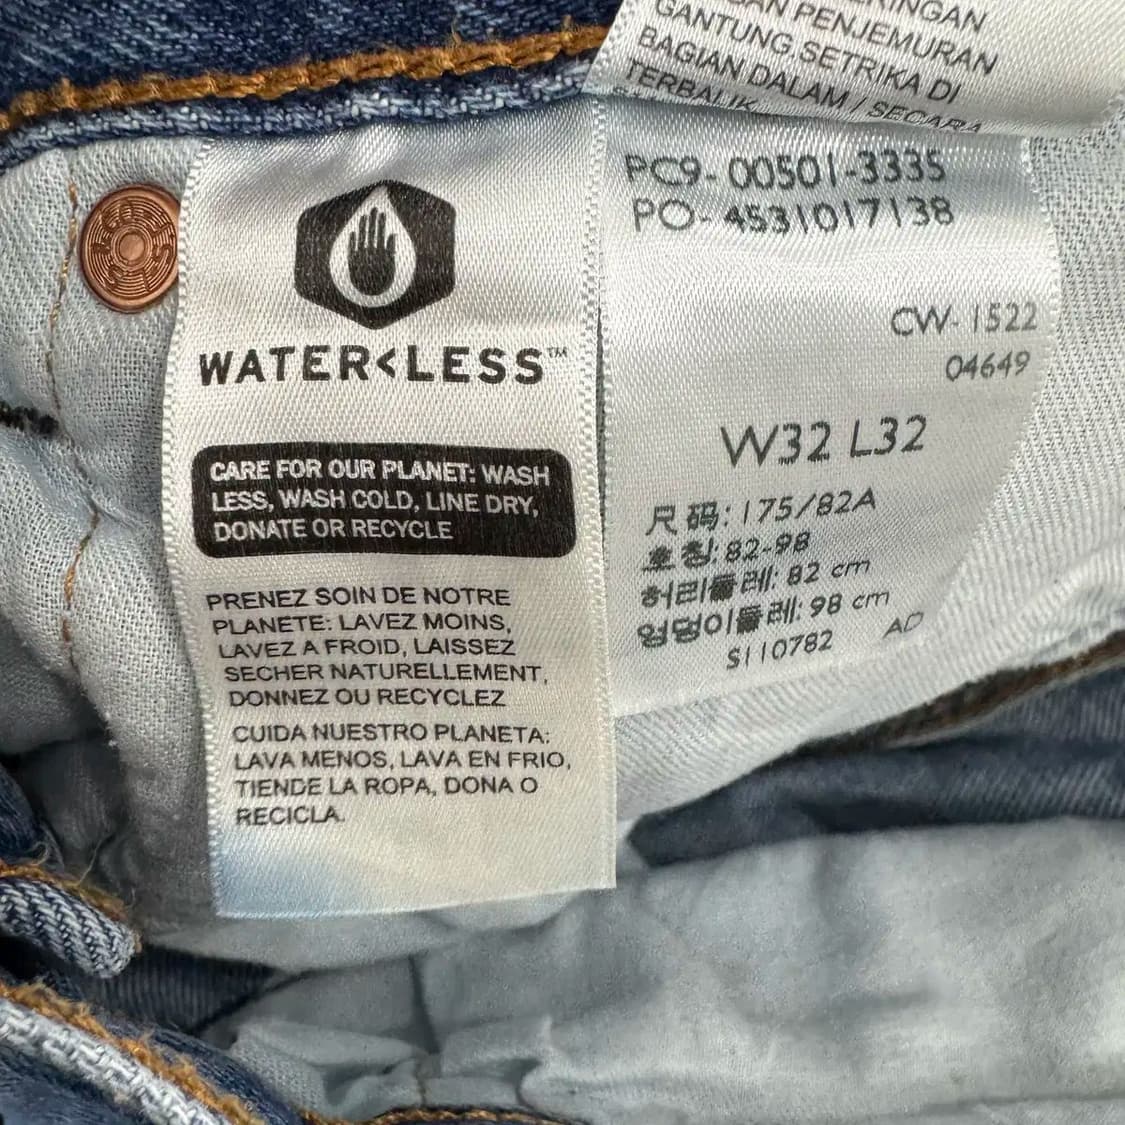 RINGAN
AN PENJEMURAN
GANTUNG. SETRIKA DI
BAGIAN DALAM / SECARA
TERBALIK
PC9- 00501-3335
PO- 4531017138
CW- 1522
04649
W32 L32
尺码: 175/82A
호칭: 82-98
허리둘레: 82 cm
엉덩이둘레: 98 cm
S110782 AD
WATER<LESS™
CARE FOR OUR PLANET: WASH
LESS, WASH COLD, LINE DRY,
DONATE OR RECYCLE
PRENEZ SOIN DE NOTRE
PLANETE: LAVEZ MOINS,
LAVEZ A FROID, LAISSEZ
SECHER NATURELLEMENT,
DONNEZ OU RECYCLEZ
CUIDA NUESTRO PLANETA:
LAVA MENOS, LAVA EN FRIO,
TIENDE LA ROPA, DONA O
RECICLA.